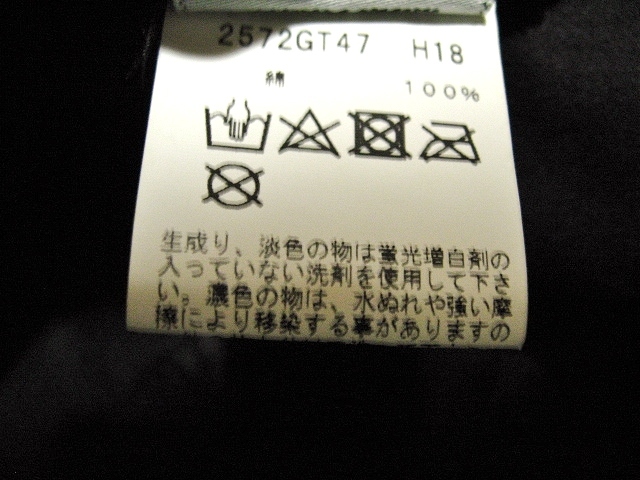 2572GT47 H18
綿 100%
生成り、淡色の物は蛍光増白剤の
入っていない洗剤を使用して下さ
い。濃色の物は、水ぬれや強い摩
擦により移染する事がありますの